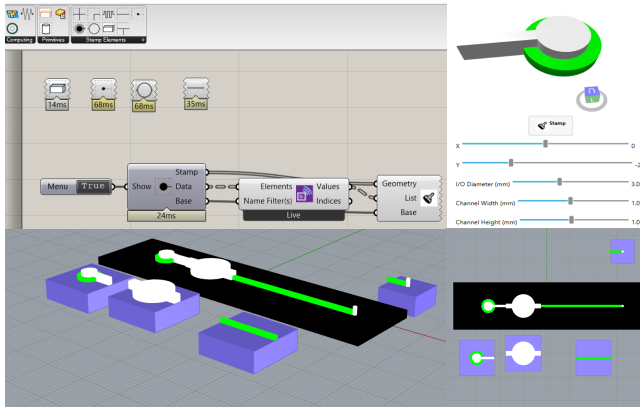 Computing
Primitives
Stamp Elements
14ms
68ms
68ms
35ms
Menu
True
Show
Stamp
Data
Base
24ms
Elements
Name Filter(s)
Values
Indices
Live
Geometry
List
Base
Stamp
X
0
Y
-2
I/O Diameter (mm)
3.0
Channel Width (mm)
1.0
Channel Height (mm)
1.0